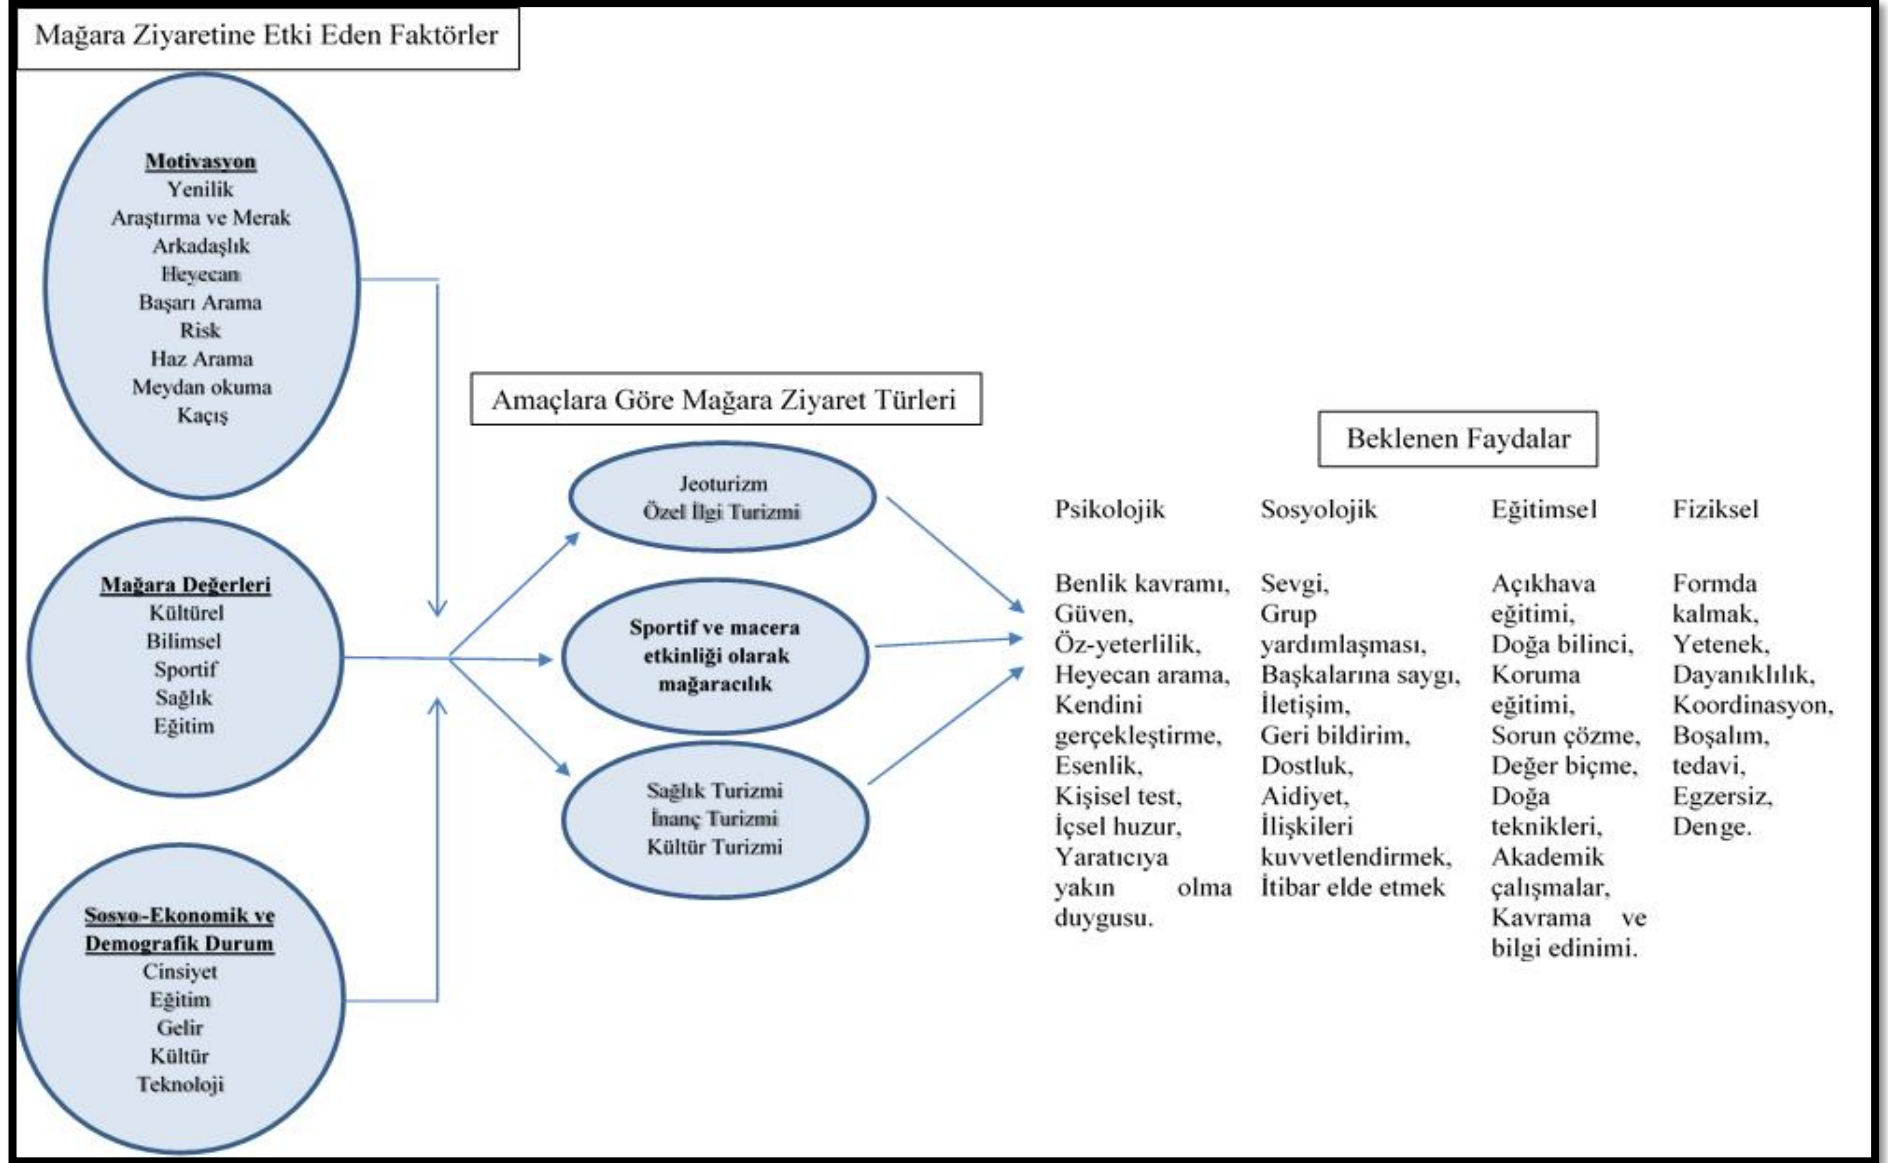 Mağara Ziyaretine Etki Eden Faktörler
Motivasyon
Yenilik
Araştırma ve Merak
Arkadaşlık
Heyecan
Başarı Arama
Risk
Haz Arama
Meydan okuma
Kaçış
Mağara Değerleri
Kültürel
Bilimsel
Sportif
Sağlık
Eğitim
Sosyo-Ekonomik ve
Demografik Durum
Cinsiyet
Eğitim
Gelir
Kültür
Teknoloji
Amaçlara Göre Mağara Ziyaret Türleri
Jeoturizm
Özel İlgi Turizmi
Sportif ve macera
etkinliği olarak
mağaracılık
Sağlık Turizmi
İnanç Turizmi
Kültür Turizmi
Beklenen Faydalar
Psikolojik
Benlik kavramı,
Güven,
Öz-yeterlilik,
Heyecan arama,
Kendini
gerçekleştirme,
Esenlik,
Kişisel test,
İçsel huzur,
Yaratıcıya
yakın olma
duygusu.
Sosyolojik
Sevgi,
Grup
yardımlaşması,
Başkalarına saygı,
İletişim,
Geri bildirim,
Dostluk,
Aidiyet,
İlişkileri
kuvvetlendirmek,
İtibar elde etmek
Eğitimsel
Açıkhava
eğitimi,
Doğa bilinci,
Koruma
eğitimi,
Sorun çözme,
Değer biçme,
Doğa
teknikleri,
Akademik
çalışmalar,
Kavrama ve
bilgi edinimi.
Fiziksel
Formda
kalmak,
Yetenek,
Dayanıklılık,
Koordinasyon,
Boşalım,
tedavi,
Egzersiz,
Denge.